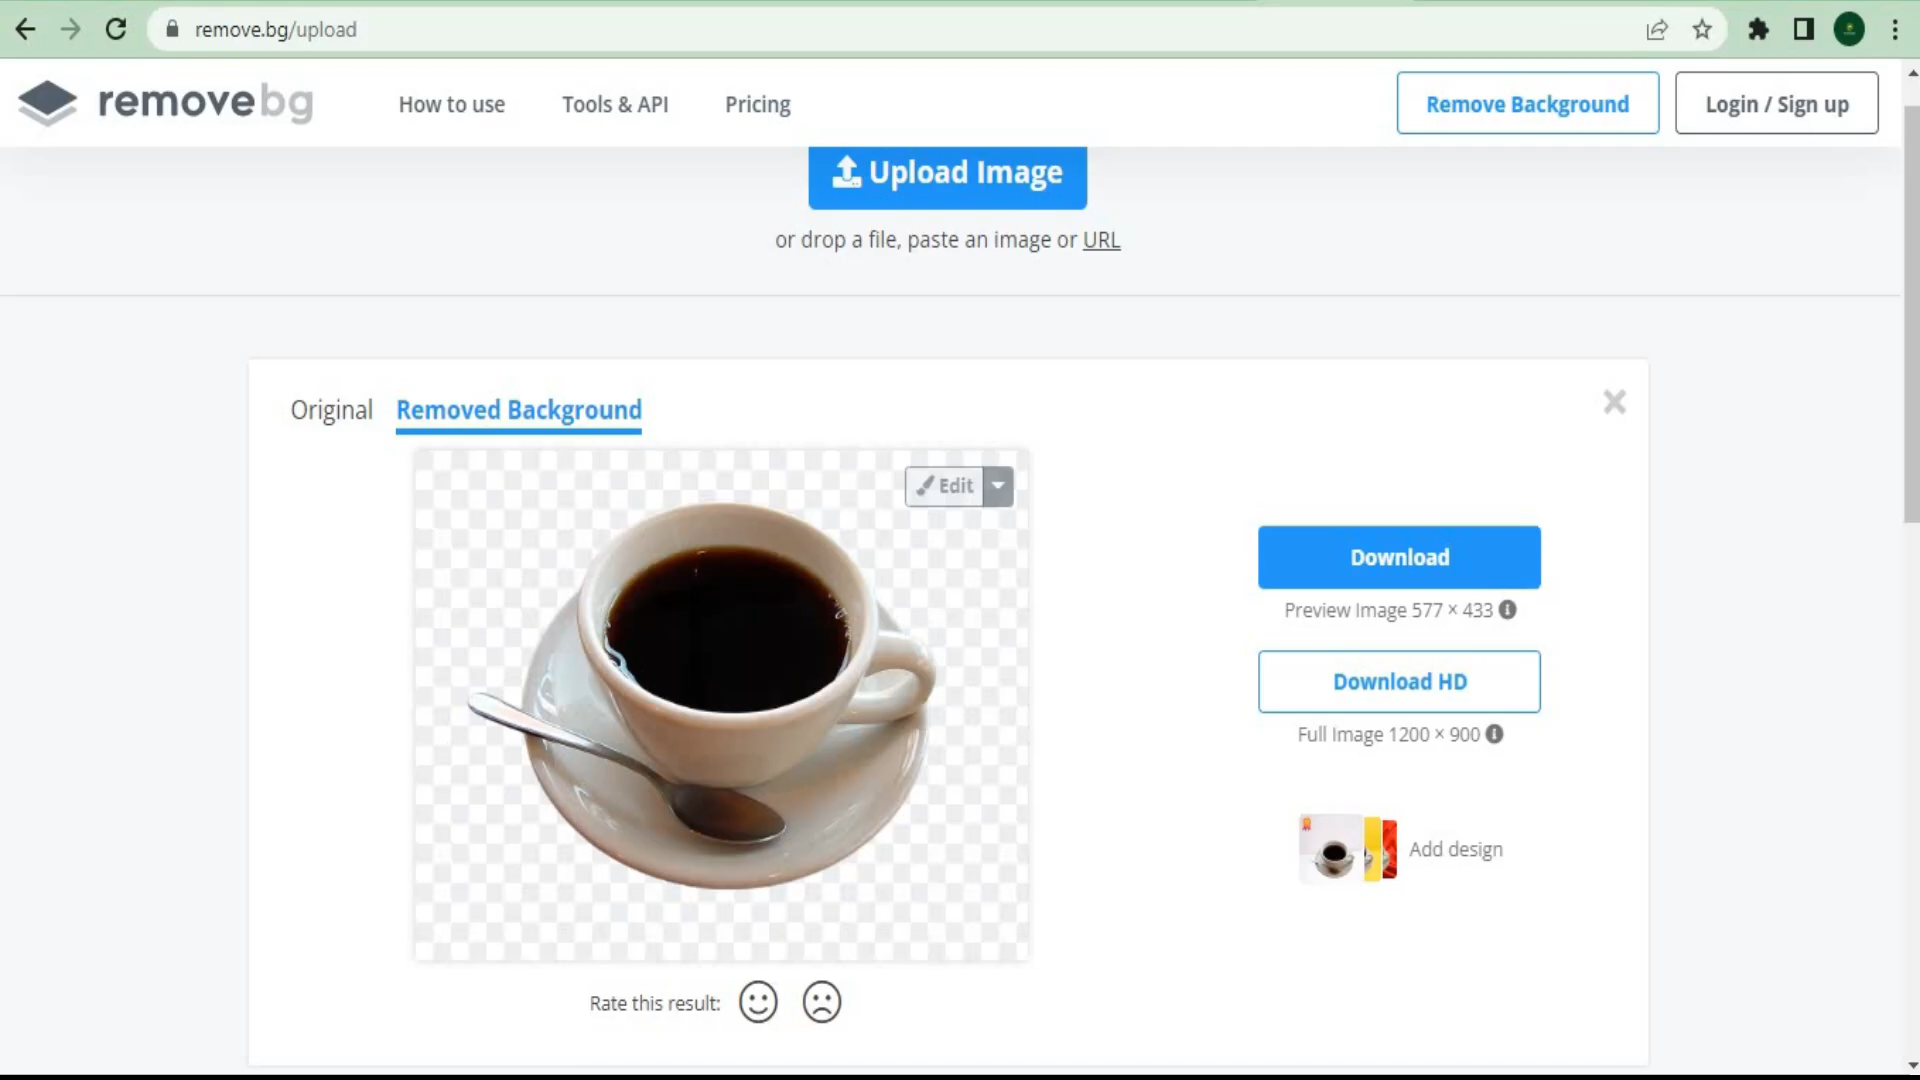 remove.bg/upload
removebg
How to use
Tools & API
Pricing
Remove Background
Login / Sign up
Upload Image
or drop a file, paste an image or URL
Original
Removed Background
Edit
Download
Preview Image 577 × 433
Download HD
Full Image 1200 × 900
Add design
Rate this result: